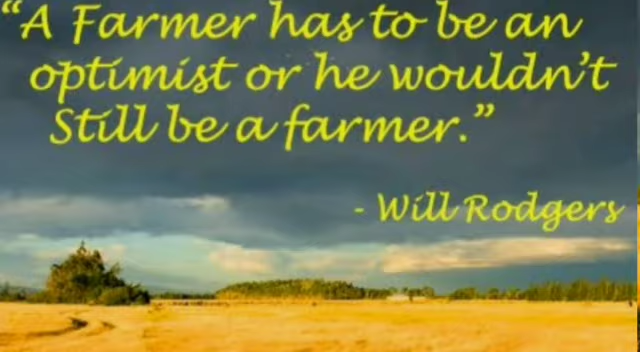 “A Farmer has to be an
optimist or he wouldn’t
Still be a farmer.”
- Will Rodgers